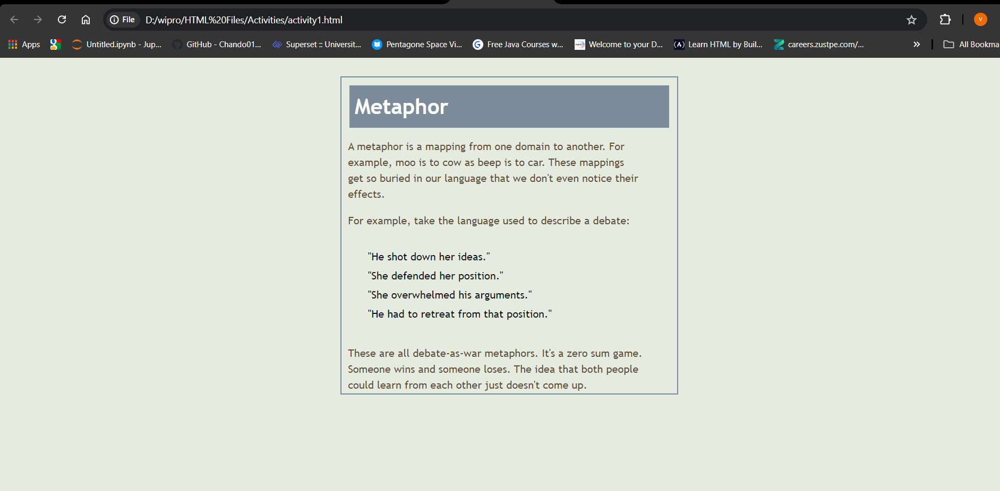 File D:/wipro/HTML%20Files/Activities/activity1.html V
Apps Untitled.ipynb - Jup... GitHub - Chando01... Superset :: Universit... Pentagone Space Vi... Free Java Courses w... Welcome to your D... Learn HTML by Buil... careers.zustpe.com/... All Bookma
Metaphor
A metaphor is a mapping from one domain to another. For
example, moo is to cow as beep is to car. These mappings
get so buried in our language that we don't even notice their
effects.
For example, take the language used to describe a debate:
"He shot down her ideas."
"She defended her position."
"She overwhelmed his arguments."
"He had to retreat from that position."
These are all debate-as-war metaphors. It's a zero sum game.
Someone wins and someone loses. The idea that both people
could learn from each other just doesn't come up.